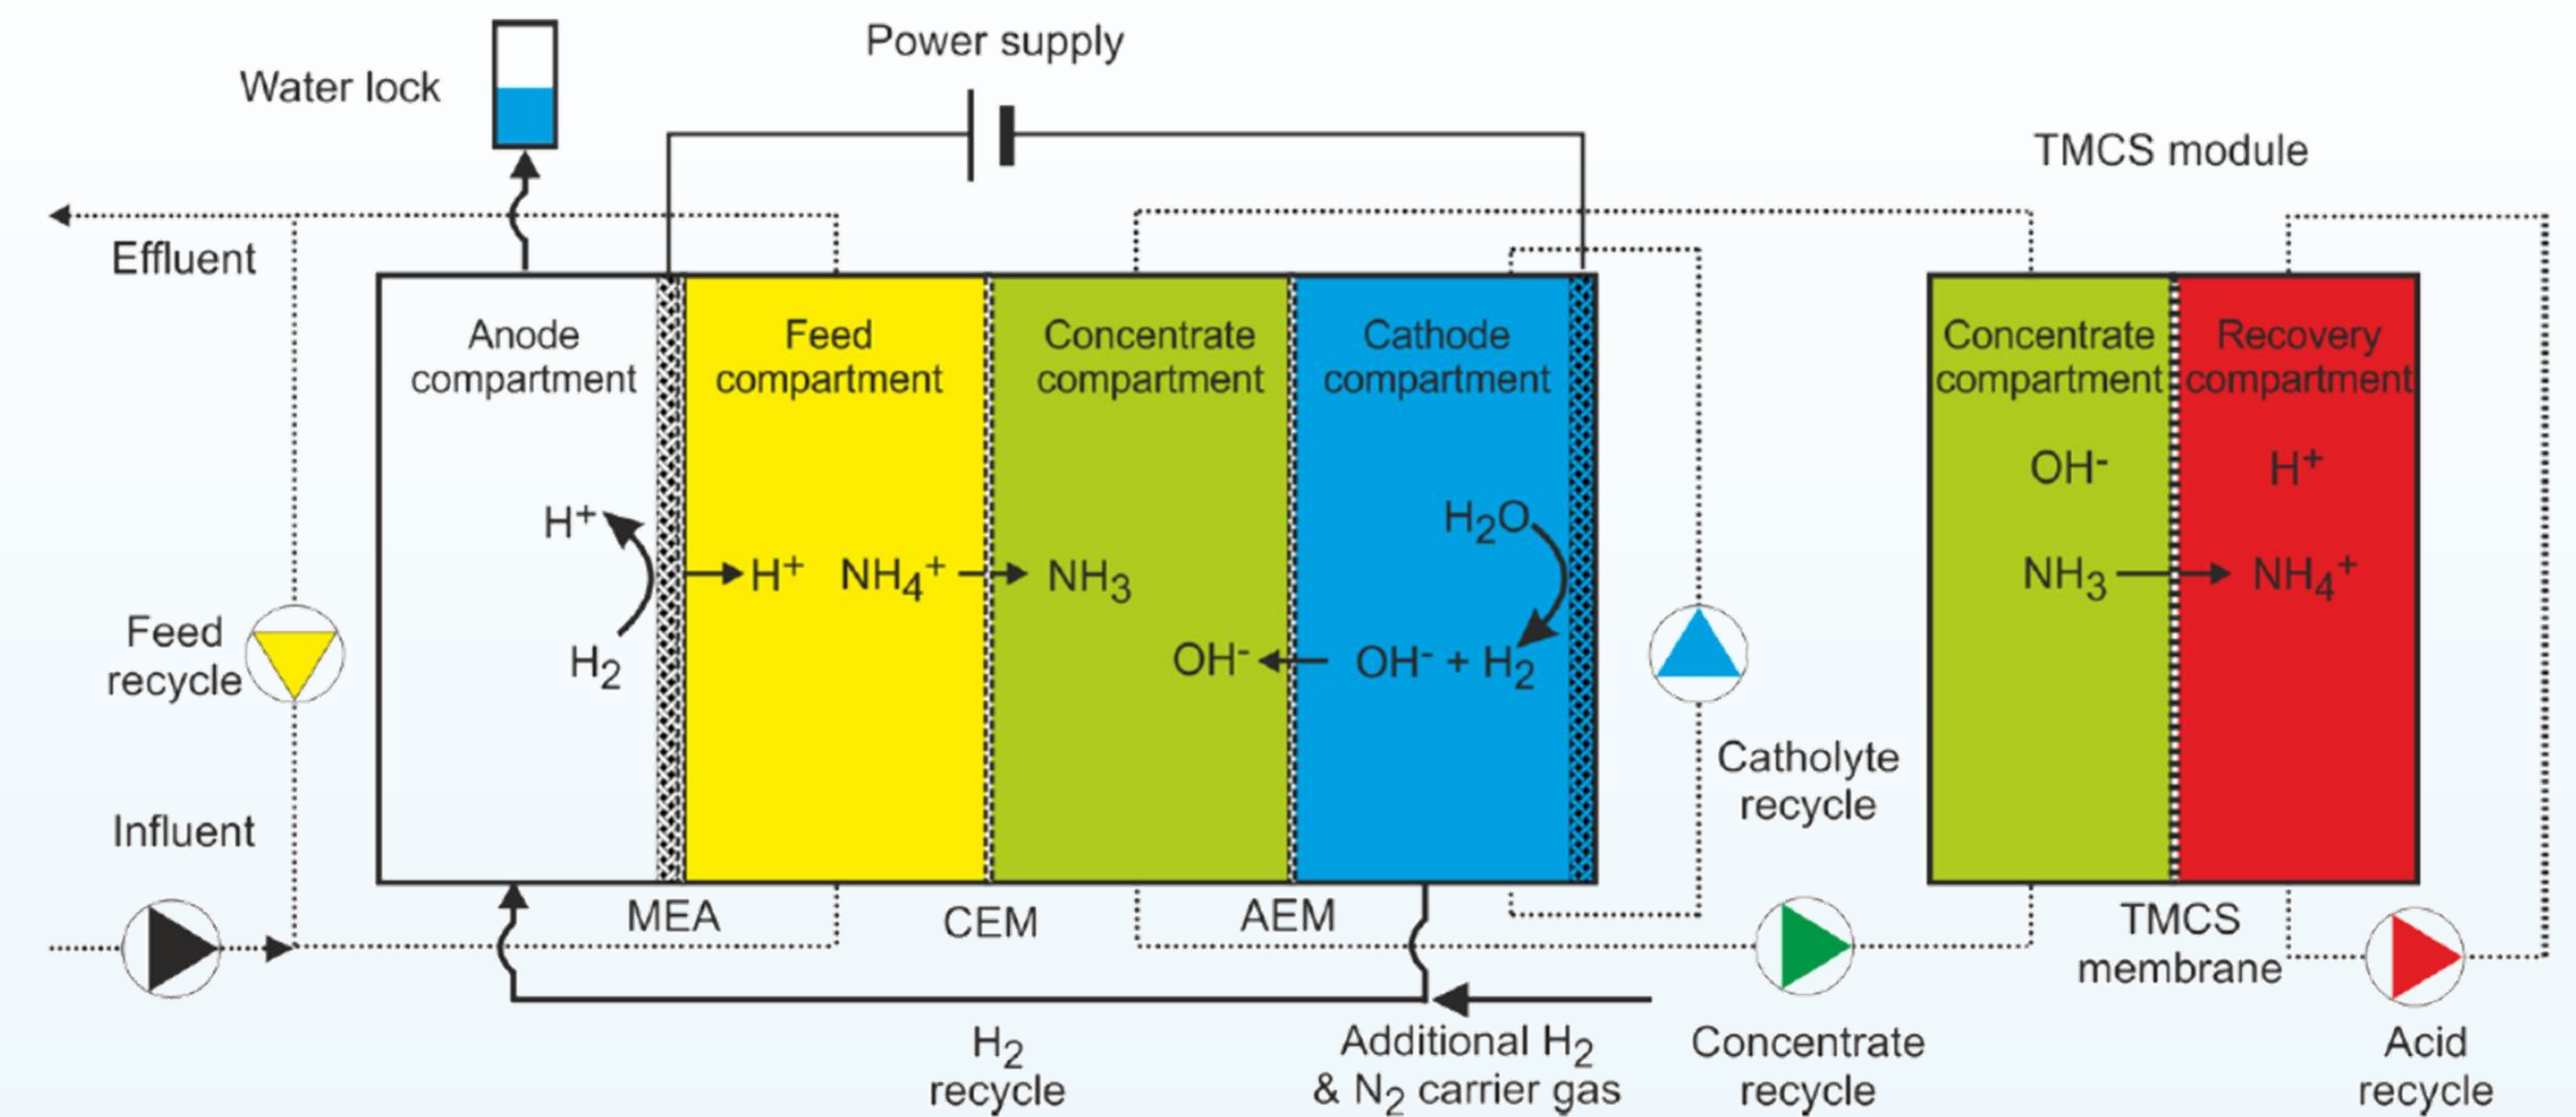 Power supply
Water lock
TMCS module
Effluent
Anode
compartment
Feed
compartment
Concentrate
compartment
Cathode
compartment
Concentrate
compartment
Recovery
compartment
H⁺
H₂
H⁺
NH₄⁺
NH₃
OH⁻
H₂O
OH⁻ + H₂
OH⁻
H⁺
NH₃
NH₄⁺
Feed
recycle
Catholyte
recycle
Influent
MEA
CEM
AEM
TMCS
membrane
H₂
recycle
Additional H₂
& N₂ carrier gas
Concentrate
recycle
Acid
recycle